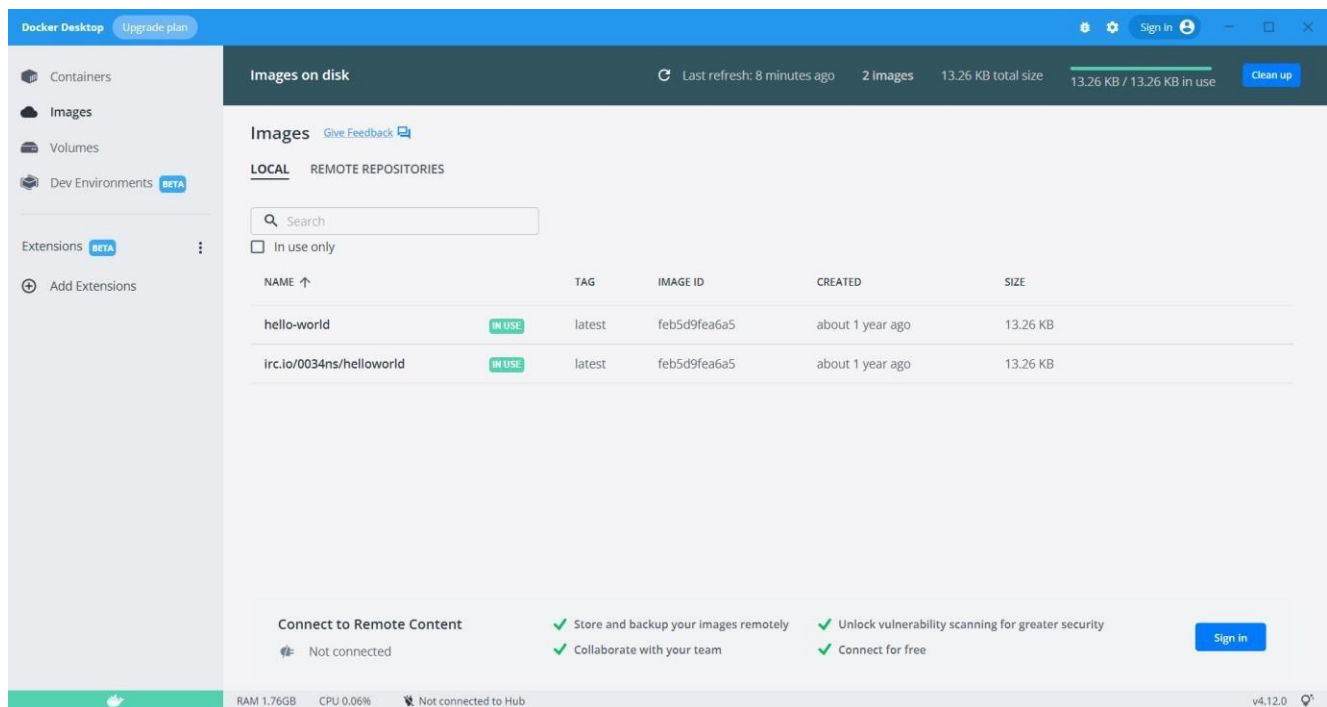 Docker Desktop Upgrade plan Sign in
Containers
Images
Volumes
Dev Environments BETA
Extensions BETA
Add Extensions
Images on disk Last refresh: 8 minutes ago 2 images 13.26 KB total size 13.26 KB / 13.26 KB in use Clean up
Images Give Feedback
LOCAL REMOTE REPOSITORIES
Search
In use only
NAME TAG IMAGE ID CREATED SIZE
hello-world IN USE latest feb5d9fea6a5 about 1 year ago 13.26 KB
irc.io/0034ns/helloworld IN USE latest feb5d9fea6a5 about 1 year ago 13.26 KB
Connect to Remote Content
Not connected
Store and backup your images remotely
Collaborate with your team
Unlock vulnerability scanning for greater security
Connect for free
Sign in
RAM 1.76GB CPU 0.06% Not connected to Hub v4.12.0